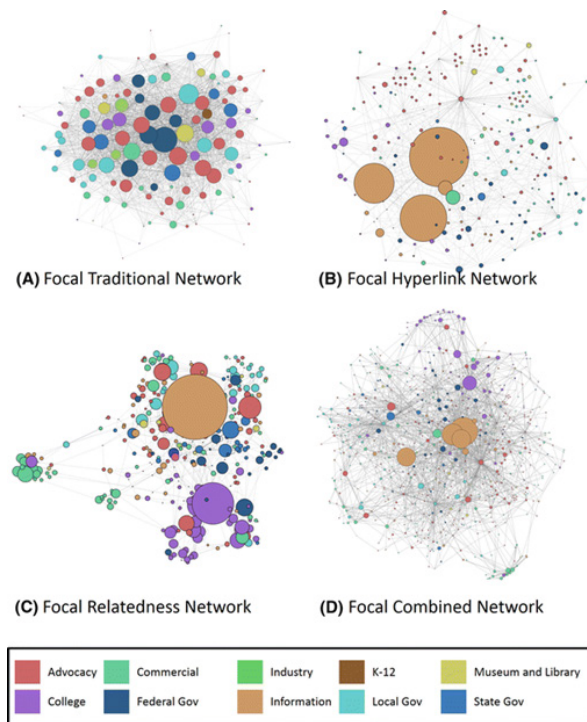 (A) Focal Traditional Network
(B) Focal Hyperlink Network
(C) Focal Relatedness Network
(D) Focal Combined Network
Advocacy Commercial Industry K-12 Museum and Library
College Federal Gov Information Local Gov State Gov